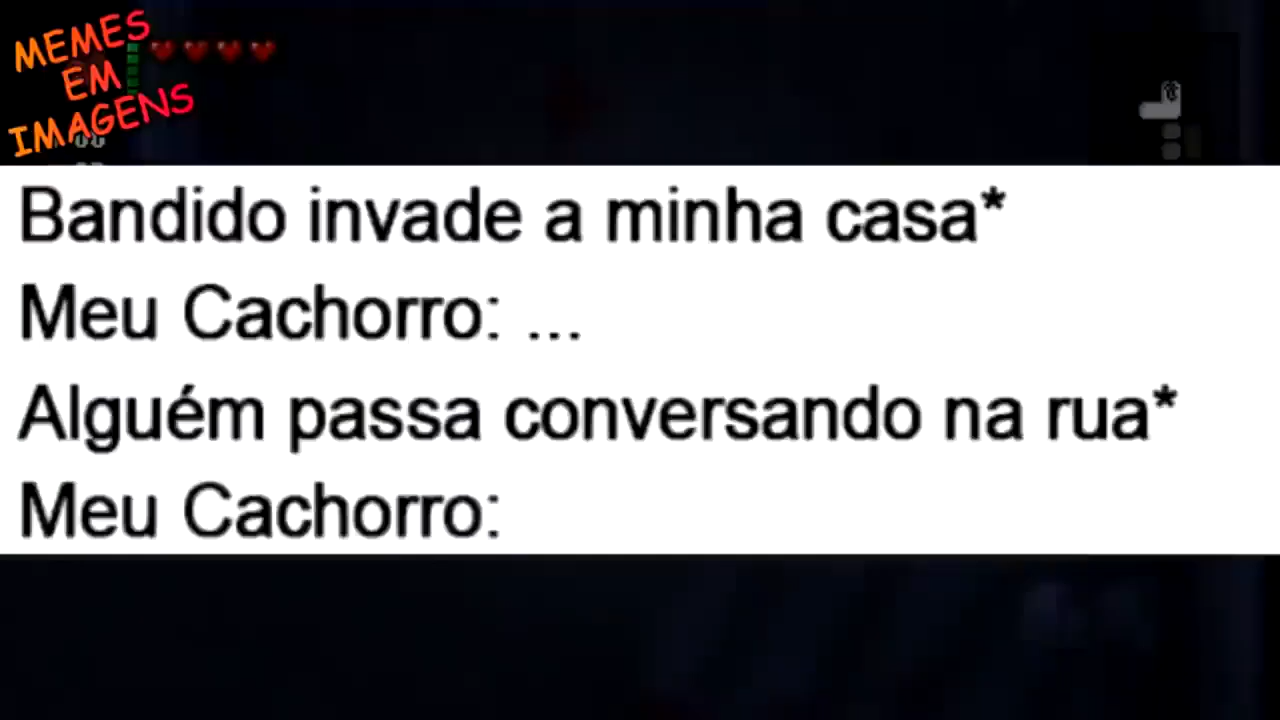 MEMES
EM
IMAGENS
Bandido invade a minha casa*
Meu Cachorro: ...
Alguém passa conversando na rua*
Meu Cachorro: